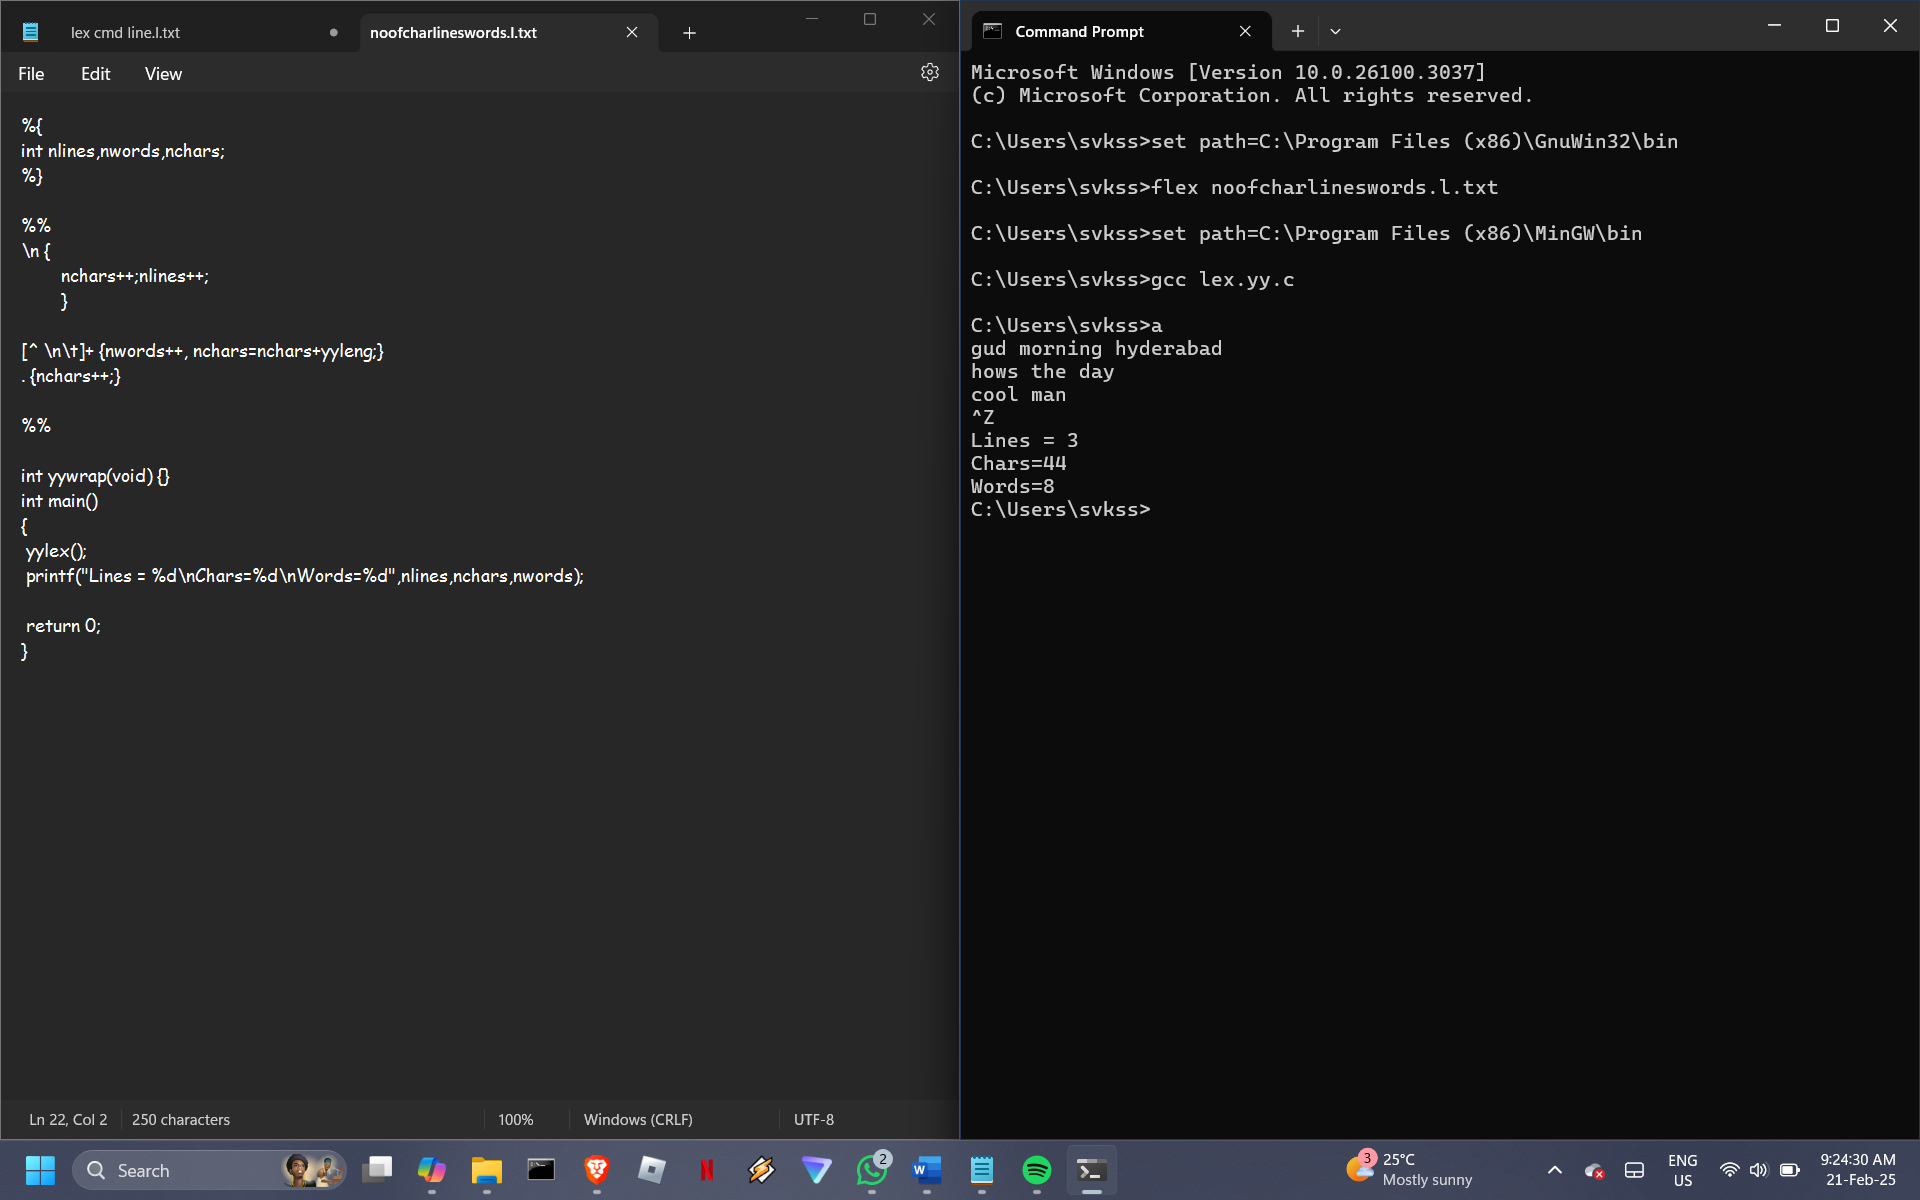 lex cmd line.l.txt
noofcharlineswords.l.txt
File Edit View
%{
int nlines,nwords,nchars;
%}
%%
\n {
nchars++;nlines++;
}
[^ \n\t]+ {nwords++, nchars=nchars+yyleng;}
. {nchars++;}
%%
int yywrap(void) {}
int main()
{
yylex();
printf("Lines = %d\nChars=%d\nWords=%d",nlines,nchars,nwords);
return 0;
}
Ln 22, Col 2 250 characters 100% Windows (CRLF) UTF-8
Command Prompt
Microsoft Windows [Version 10.0.26100.3037]
(c) Microsoft Corporation. All rights reserved.
C:\Users\svkss>set path=C:\Program Files (x86)\GnuWin32\bin
C:\Users\svkss>flex noofcharlineswords.l.txt
C:\Users\svkss>set path=C:\Program Files (x86)\MinGW\bin
C:\Users\svkss>gcc lex.yy.c
C:\Users\svkss>a
gud morning hyderabad
hows the day
cool man
^Z
Lines = 3
Chars=44
Words=8
C:\Users\svkss>
Search
2
W
3
25°C
Mostly sunny
ENG
US
9:24:30 AM
21-Feb-25